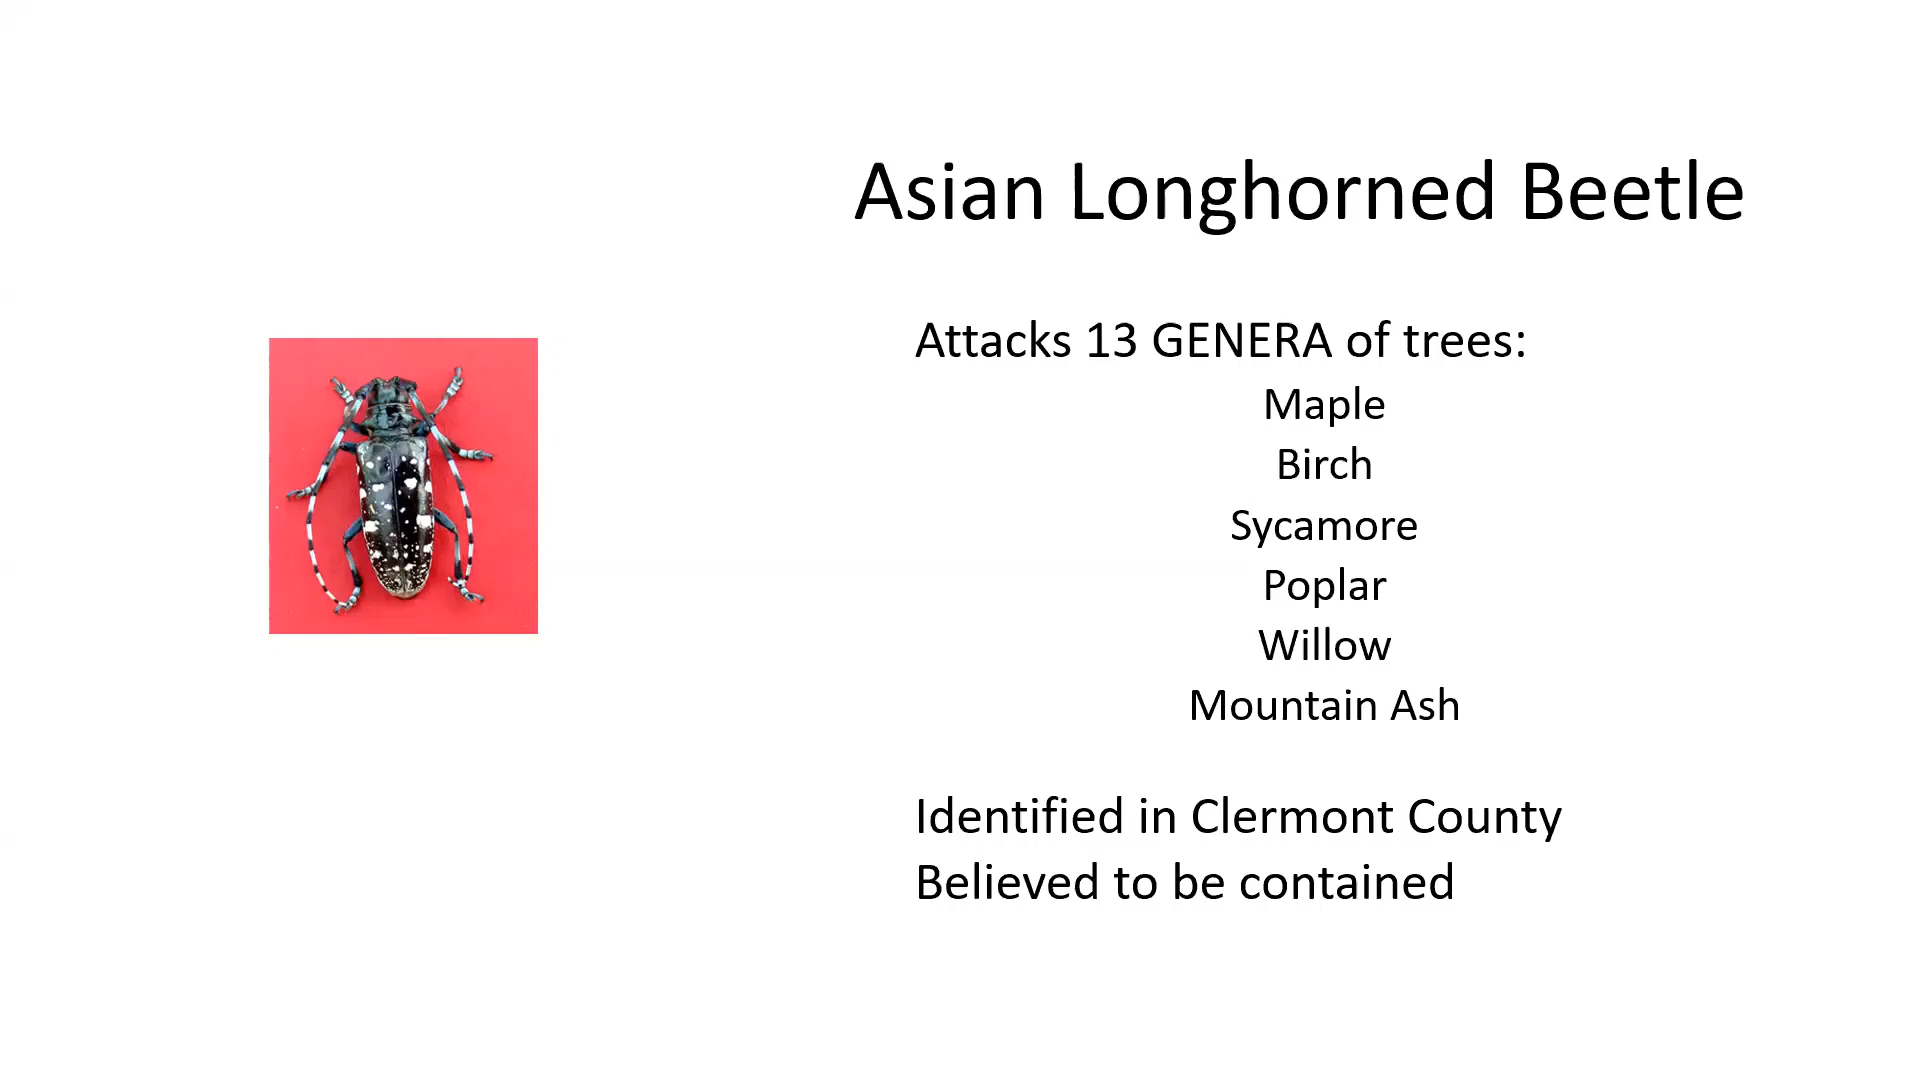 Asian Longhorned Beetle
Attacks 13 GENERA of trees:
Maple
Birch
Sycamore
Poplar
Willow
Mountain Ash
Identified in Clermont County
Believed to be contained